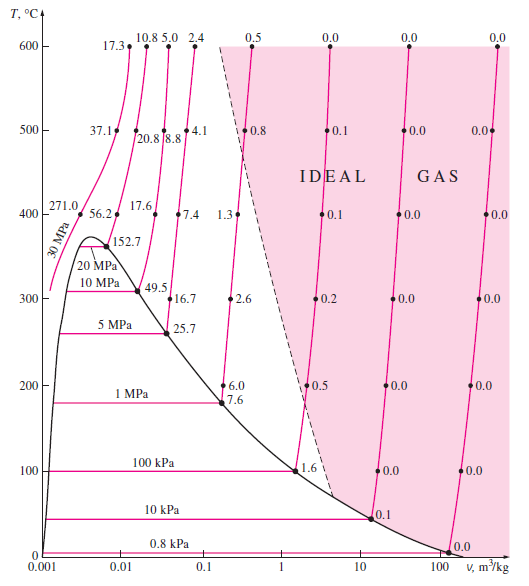 T, °C
10.8 5.0 2.4 0.5 0.0 0.0 0.0
600 17.3
500 37.1 20.8 8.8 4.1 0.8 0.1 0.0 0.0
IDEAL GAS
271.0
400 56.2 17.6 7.4 1.3 0.1 0.0 0.0
30 MPa
152.7
20 MPa
10 MPa 49.5
300 16.7 2.6 0.2 0.0 0.0
5 MPa 25.7
200 6.0 0.5 0.0 0.0
1 MPa 7.6
100 kPa 1.6
100 0.0 0.0
10 kPa 0.1
0.8 kPa 0.0
0
0.001 0.01 0.1 1 10 100 v, m³/kg